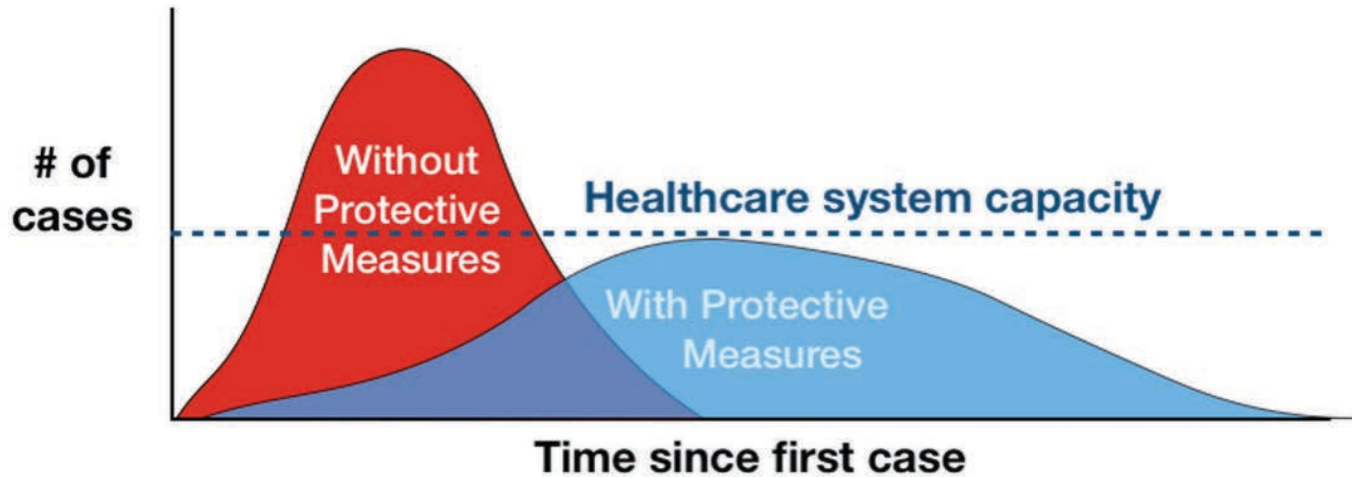 # of
cases
Without
Protective
Measures
Healthcare system capacity
With Protective
Measures
Time since first case